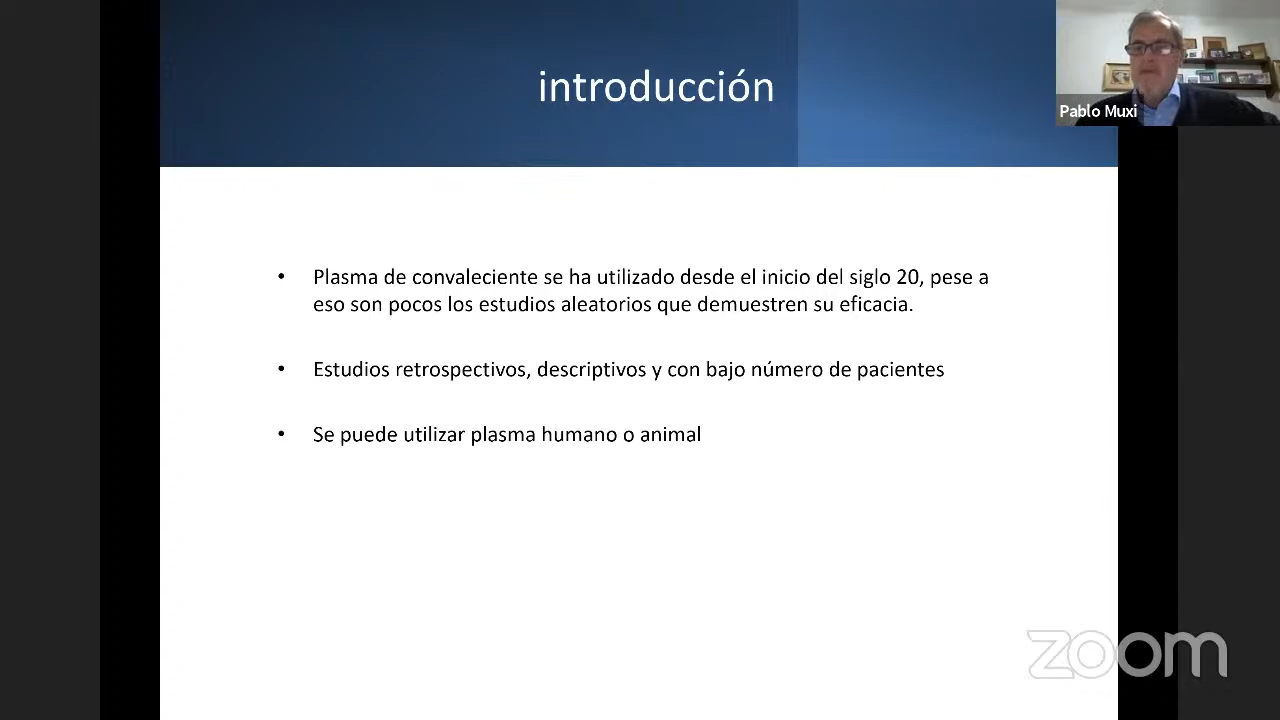 introducción
Pablo Muxi
• Plasma de convaleciente se ha utilizado desde el inicio del siglo 20, pese a
eso son pocos los estudios aleatorios que demuestren su eficacia.
• Estudios retrospectivos, descriptivos y con bajo número de pacientes
• Se puede utilizar plasma humano o animal
zoom